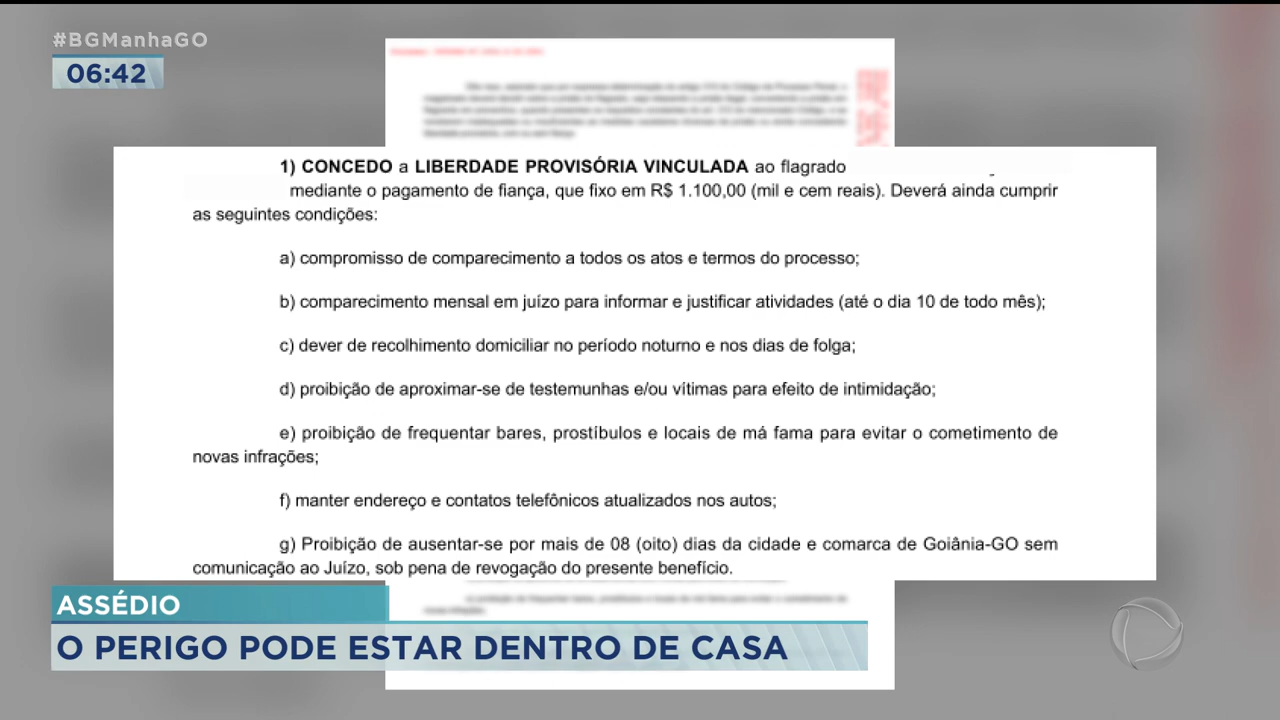 #BGManhaGO
06:42
1) CONCEDO a LIBERDADE PROVISÓRIA VINCULADA ao flagrado
mediante o pagamento de fiança, que fixo em R$ 1.100,00 (mil e cem reais). Deverá ainda cumprir
as seguintes condições:
a) compromisso de comparecimento a todos os atos e termos do processo;
b) comparecimento mensal em juízo para informar e justificar atividades (até o dia 10 de todo mês);
c) dever de recolhimento domiciliar no período noturno e nos dias de folga;
d) proibição de aproximar-se de testemunhas e/ou vítimas para efeito de intimidação;
e) proibição de frequentar bares, prostíbulos e locais de má fama para evitar o cometimento de
novas infrações;
f) manter endereço e contatos telefônicos atualizados nos autos;
g) Proibição de ausentar-se por mais de 08 (oito) dias da cidade e comarca de Goiânia-GO sem
comunicação ao Juízo, sob pena de revogação do presente benefício.
ASSÉDIO
O PERIGO PODE ESTAR DENTRO DE CASA